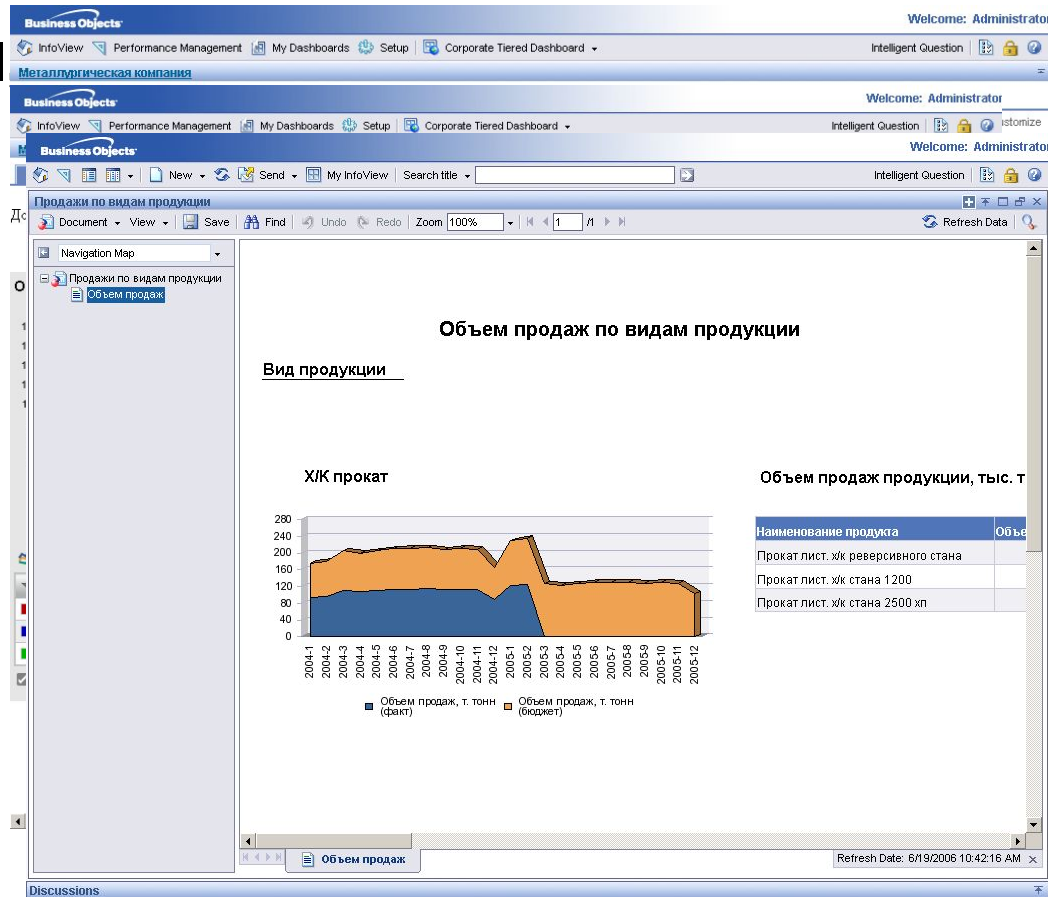 Business Objects
Welcome: Administrato
InfoView Performance Management My Dashboards Setup Corporate Tiered Dashboard Intelligent Question
Металлургическая компания
Business Objects
Welcome: Administrator
InfoView Performance Management My Dashboards Setup Corporate Tiered Dashboard Intelligent Question stomize
Business Objects
Welcome: Administrato
New Send My InfoView Search title Intelligent Question
Продажи по видам продукции
До
Document View Save Find Undo Redo Zoom 100% 1 /1 Refresh Data
Navigation Map
Продажи по видам продукции
Объем продаж
Объем продаж по видам продукции
Вид продукции
Х/К прокат
Объем продаж продукции, тыс. т
280
240
200
160
120
80
40
0
2004-1
2004-2
2004-3
2004-4
2004-5
2004-6
2004-7
2004-8
2004-9
2004-10
2004-11
2004-12
2005-1
2005-2
2005-3
2005-4
2005-5
2005-6
2005-7
2005-8
2005-9
2005-10
2005-11
2005-12
Объем продаж, т. тонн
(факт)
Объем продаж, т. тонн
(бюджет)
Наименование продукта Объе
Прокат лист. х/к реверсивного стана
Прокат лист. х/к стана 1200
Прокат лист. х/к стана 2500 хп
Объем продаж
Refresh Date: 6/19/2006 10:42:16 AM
Discussions